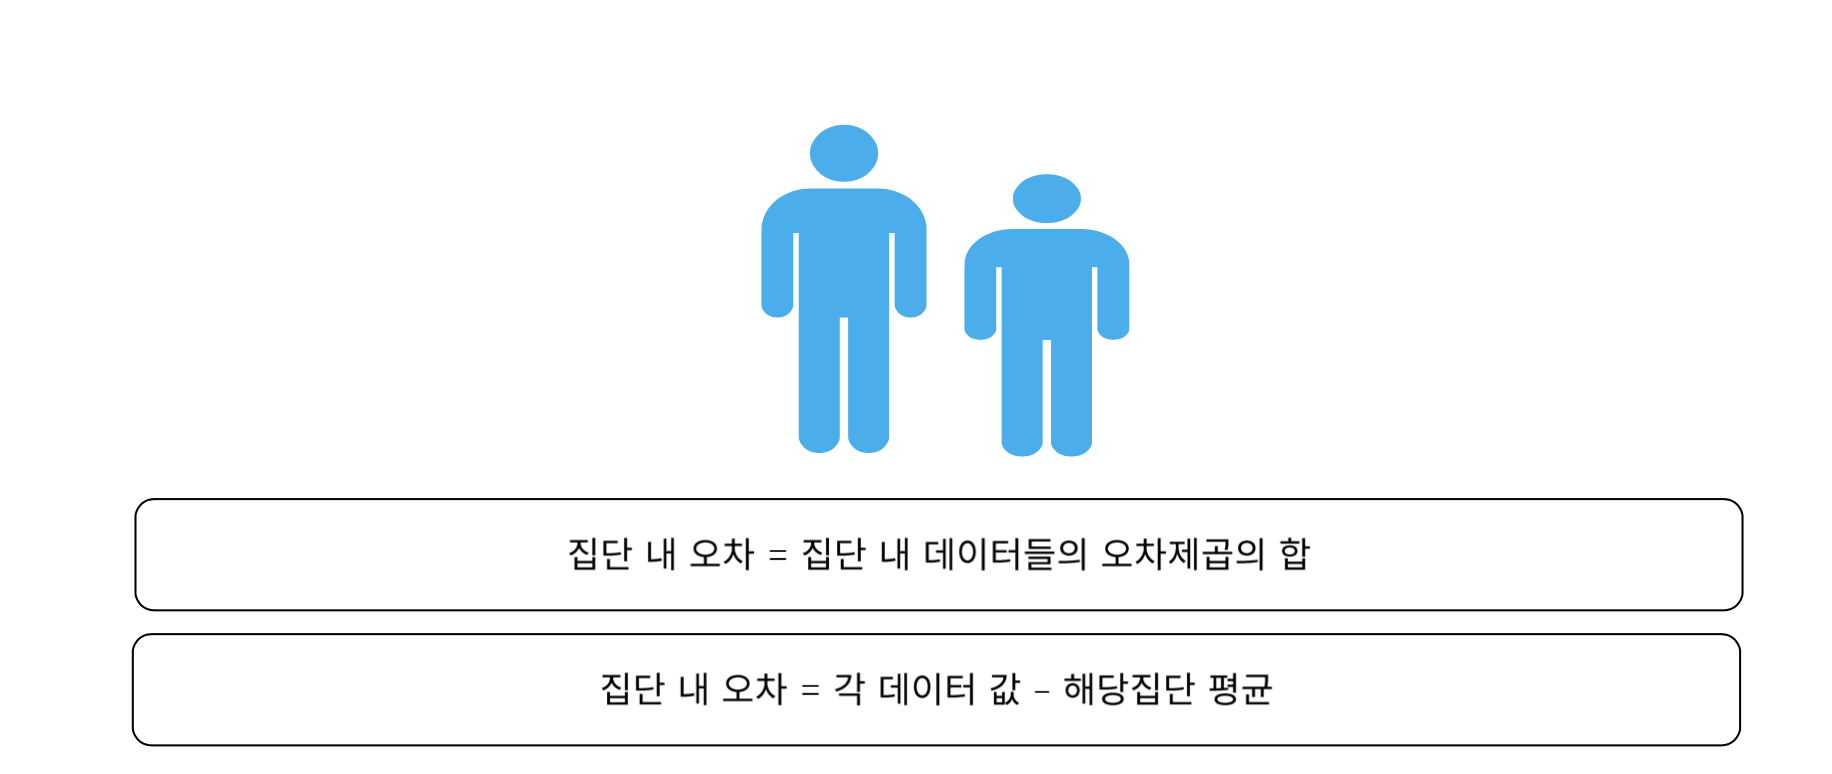 집단 내 오차 = 집단 내 데이터들의 오차제곱의 합
집단 내 오차 = 각 데이터 값 – 해당집단 평균